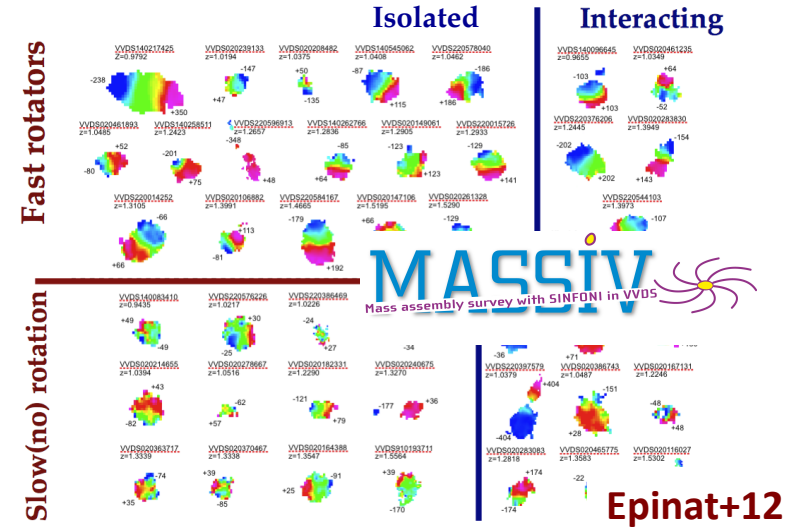 Isolated
Interacting
Fast rotators
VVDS140217425
Z=0.9792
-238
+350
VVDS020239133
z=1.0194
-147
+47
VVDS020208482
z=1.0375
+50
-135
VVDS140545062
z=1.0408
-87
+115
VVDS220578040
z=1.0462
-186
+186
VVDS140096645
z=0.9655
-103
+103
VVDS020461235
z=1.0349
+64
-52
VVDS020461893
z=1.0485
+52
-80
VVDS140258511
z=1.2423
-201
+75
VVDS220596913
z=1.2657
-348
+48
VVDS140262766
z=1.2836
-85
+64
VVDS020149061
z=1.2905
-123
+123
VVDS220015726
z=1.2933
-129
+141
VVDS220376206
z=1.2445
-202
+202
VVDS020283830
z=1.3949
-154
+143
VVDS220014252
z=1.3105
-66
+66
VVDS020106882
z=1.3991
+113
-81
VVDS220584167
z=1.4665
-179
+192
VVDS020147106
z=1.5195
+66
VVDS020261328
z=1.5290
-129
VVDS220544103
z=1.3973
-107
MASSIV
Mass assembly survey with SINFONI in VVDS
Slow(no) rotation
VVDS140083410
z=0.9435
+49
-49
VVDS220576226
z=1.0217
+30
-25
VVDS220386469
z=1.0226
-24
+27
-34
-36
+71
VVDS020214655
z=1.0394
+43
-82
VVDS020278667
z=1.0516
-62
+57
VVDS020182331
z=1.2290
-121
+79
VVDS020240675
z=1.3270
-177
+36
VVDS220397579
z=1.0379
+404
-404
VVDS020386743
z=1.0487
-151
+28
VVDS020167131
z=1.2246
-48
+48
VVDS020363717
z=1.3339
-74
+35
VVDS020370467
z=1.3338
+39
-85
VVDS020164388
z=1.3547
-91
+25
VVDS910193711
z=1.5564
+39
-170
VVDS020283083
z=1.2818
+174
-174
VVDS020465775
z=1.3583
-22
VVDS020116027
z=1.5302
Epinat+12